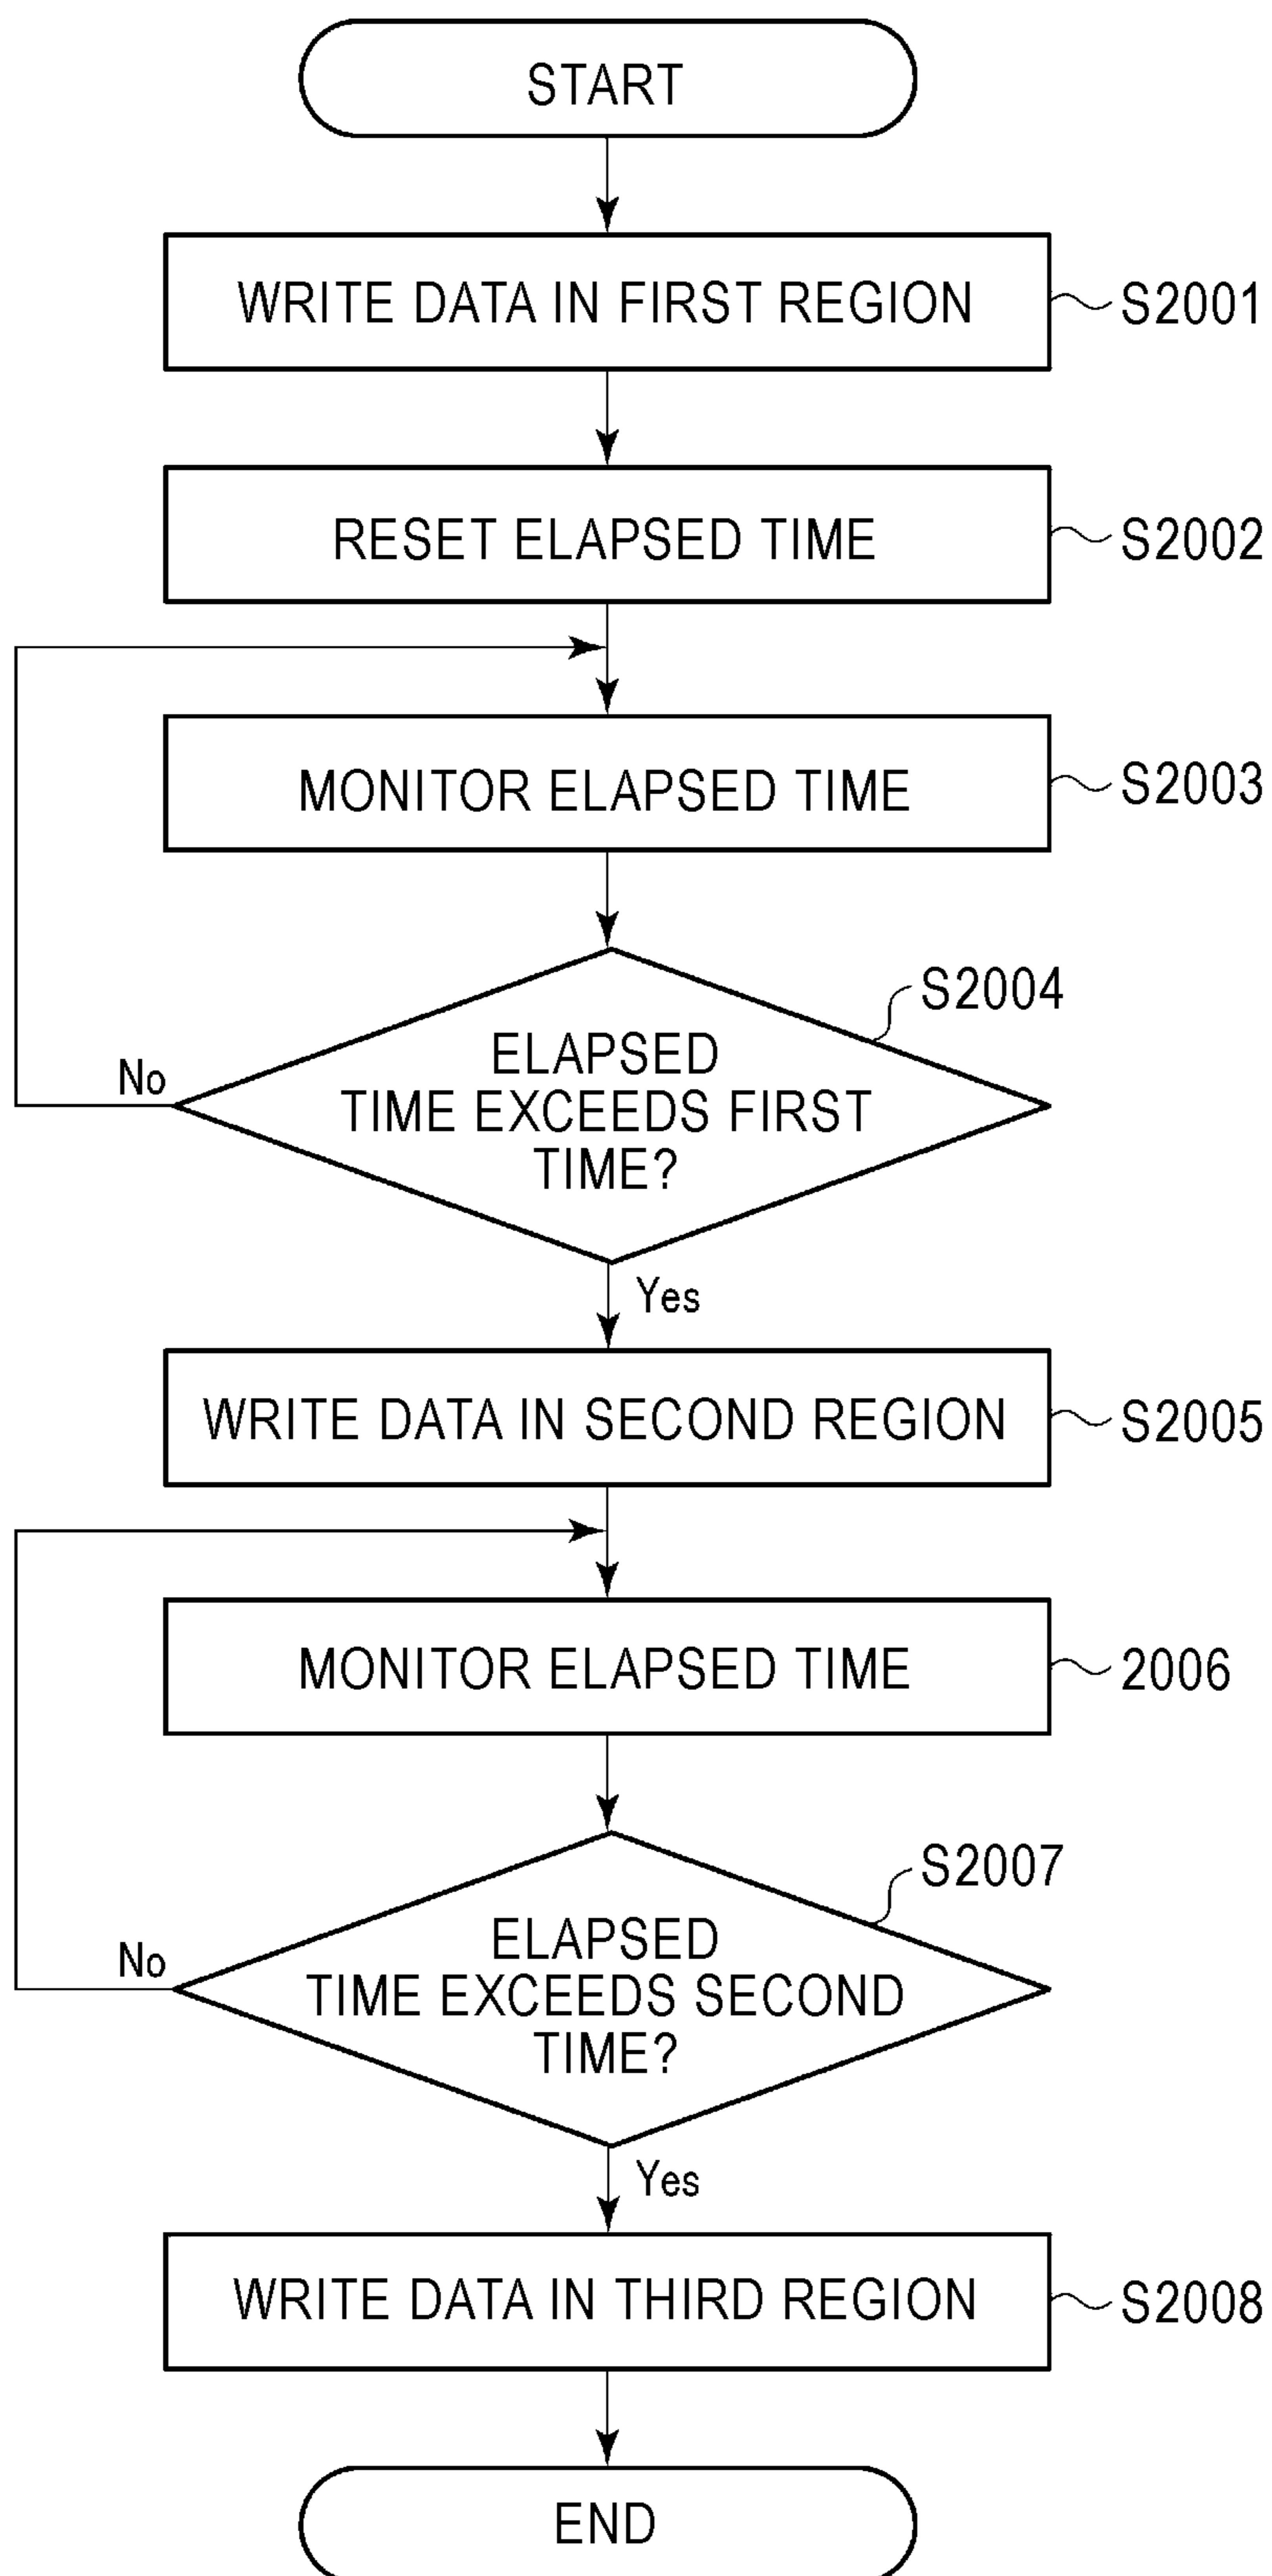 START
WRITE DATA IN FIRST REGION
S2001
RESET ELAPSED TIME
S2002
MONITOR ELAPSED TIME
S2003
S2004
ELAPSED
TIME EXCEEDS FIRST
TIME?
No
Yes
WRITE DATA IN SECOND REGION
S2005
MONITOR ELAPSED TIME
2006
S2007
ELAPSED
TIME EXCEEDS SECOND
TIME?
No
Yes
WRITE DATA IN THIRD REGION
S2008
END